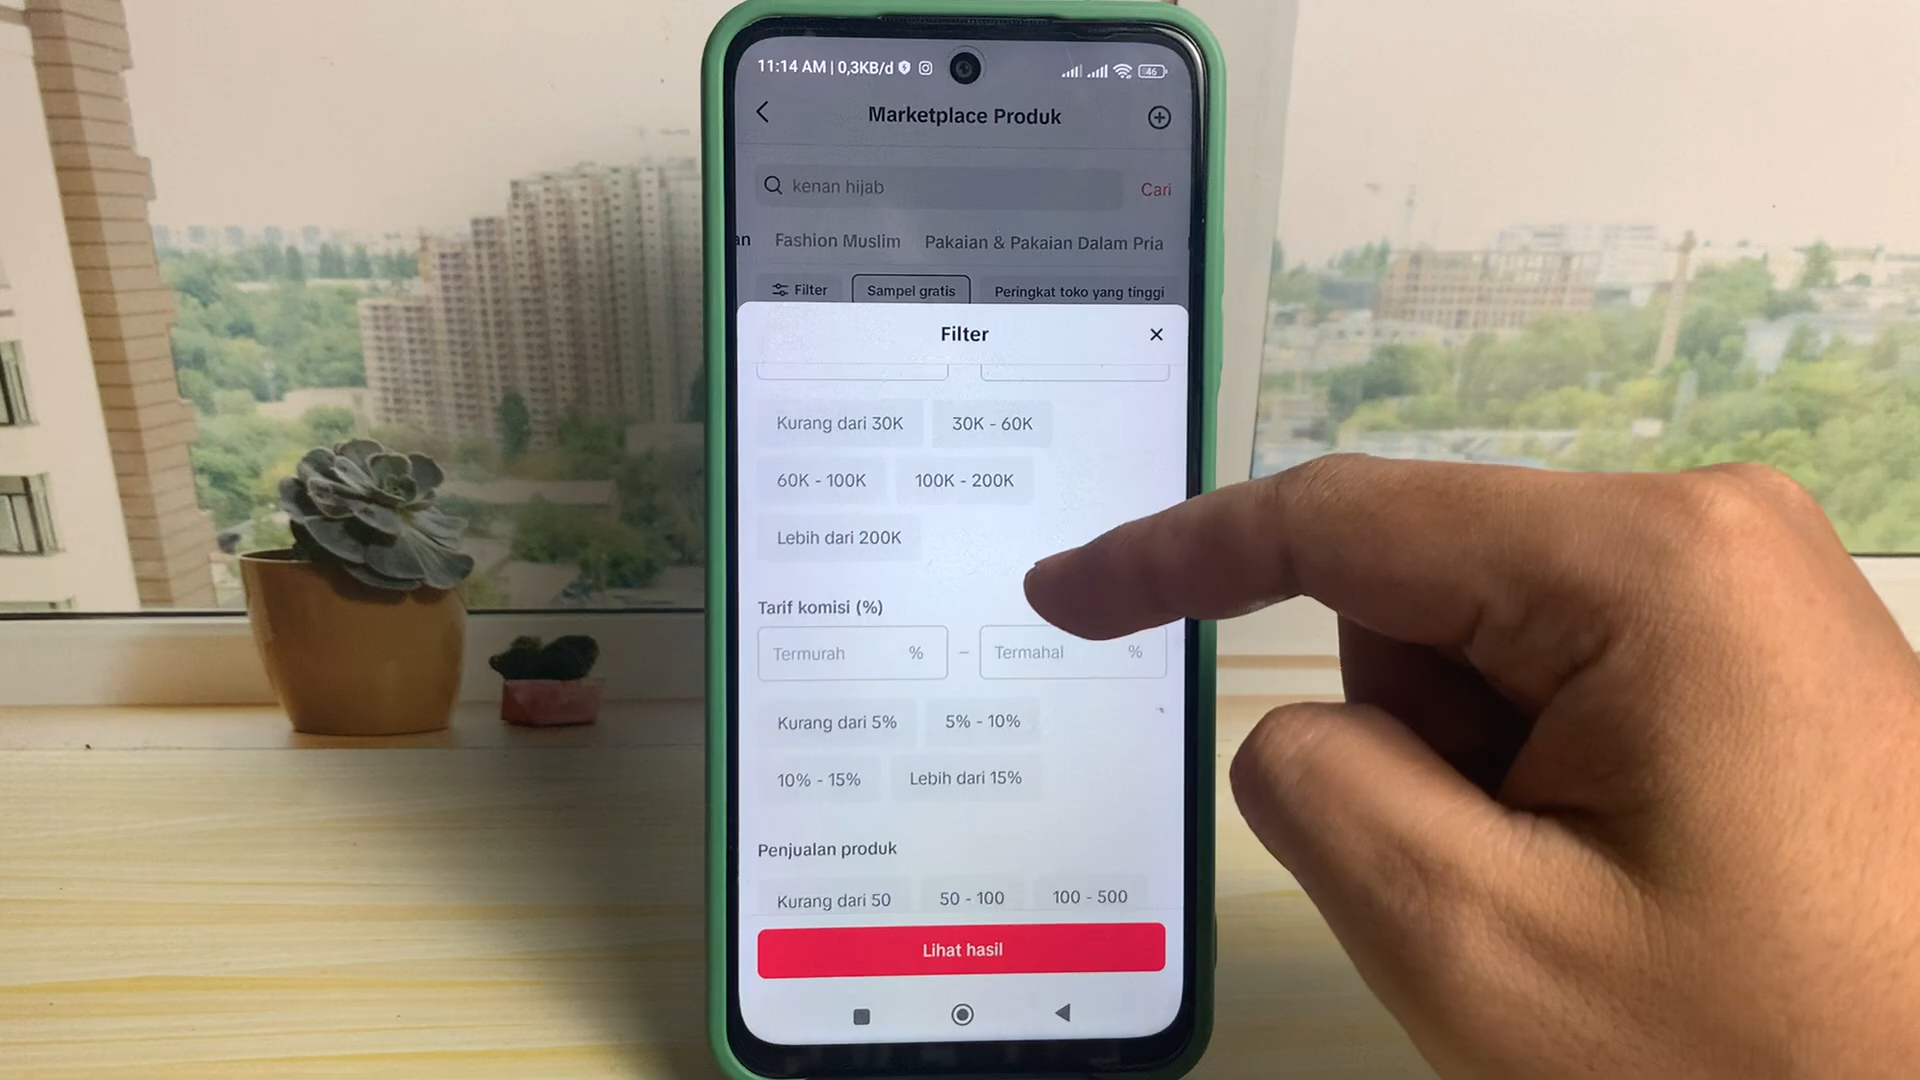 11:14 AM | 0,3KB/d 46
Marketplace Produk
kenan hijab Cari
an Fashion Muslim Pakaian & Pakaian Dalam Pria
Filter Sampel gratis Peringkat toko yang tinggi
Filter
Kurang dari 30K 30K - 60K
60K - 100K 100K - 200K
Lebih dari 200K
Tarif komisi (%)
Termurah % – Termahal %
Kurang dari 5% 5% - 10%
10% - 15% Lebih dari 15%
Penjualan produk
Kurang dari 50 50 - 100 100 - 500
Lihat hasil